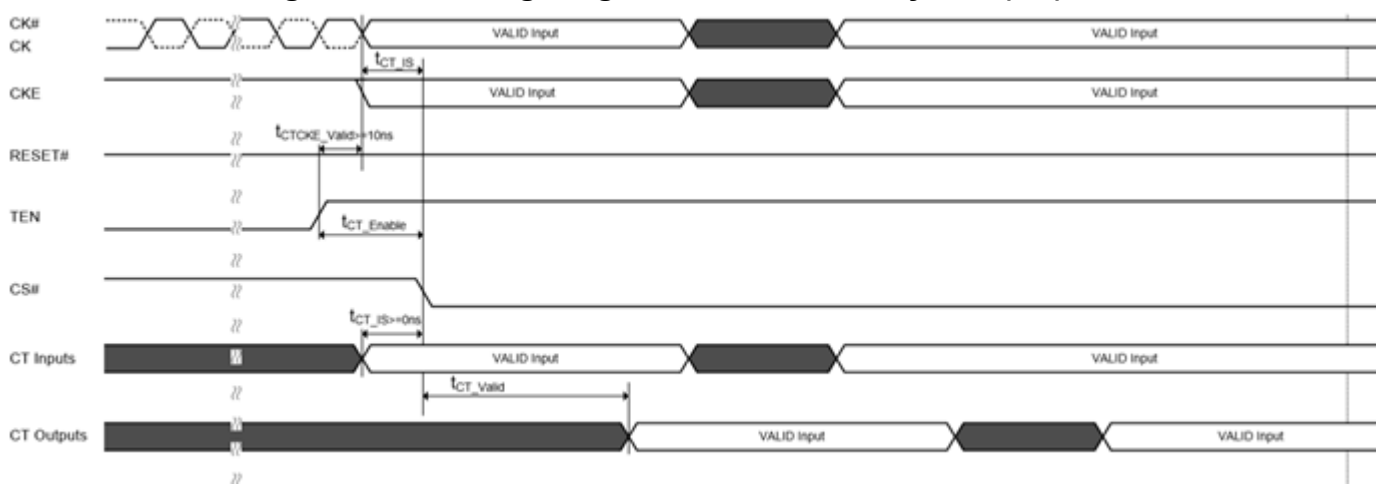 CK#
CK
VALID Input
VALID Input
tCT_IS
CKE
VALID Input
VALID Input
tCTCKE_Valid>=10ns
RESET#
TEN
tCT_Enable
CS#
tCT_IS>=0ns
CT Inputs
VALID Input
VALID Input
tCT_Valid
CT Outputs
VALID Input
VALID Input